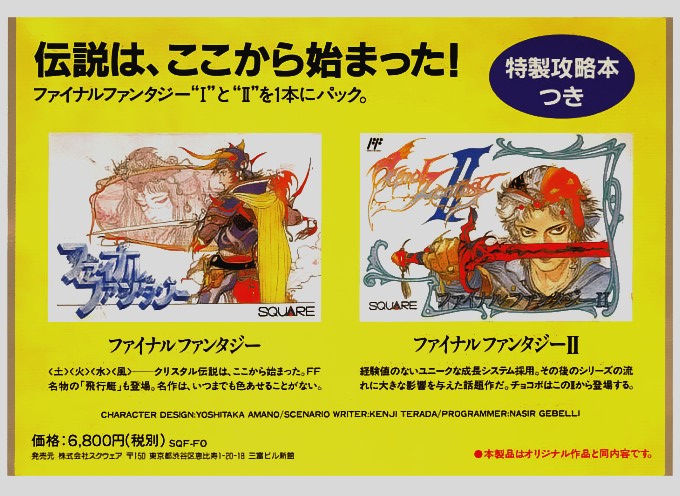 伝説は、ここから始まった!
ファイナルファンタジー“I”と“II”を1本にパック。
特製攻略本
つき
ファイナル
ファンタジー
SQUARE
FINAL FANTASY II
ファイナルファンタジーII
SQUARE
ファイナルファンタジー
〈土〉〈火〉〈水〉〈風〉——クリスタル伝説は、ここから始まった。FF
名物の「飛行艇」も登場。名作は、いつまでも色あせることがない。
ファイナルファンタジーII
経験値のないユニークな成長システム採用。その後のシリーズの流
れに大きな影響を与えた話題作だ。チョコボはこのIIから登場する。
CHARACTER DESIGN:YOSHITAKA AMANO/SCENARIO WRITER:KENJI TERADA/PROGRAMMER:NASIR GEBELLI
価格:6,800円(税別) SQF-FO
発売元 株式会社スクウェア 〒150 東京都渋谷区恵比寿1-20-18 三富ビル新館
●本製品はオリジナル作品と同内容です。